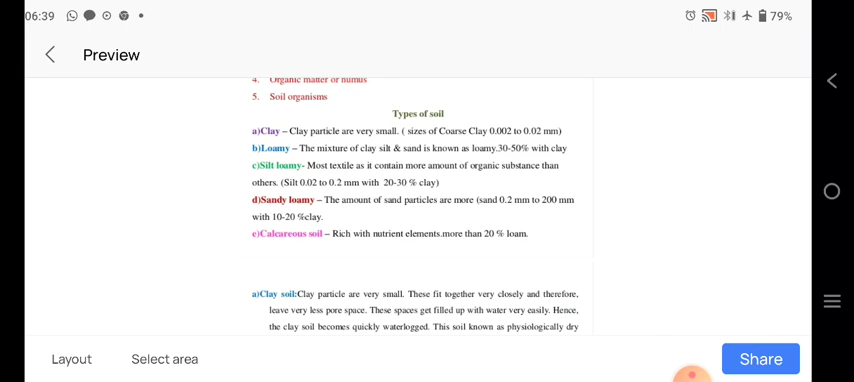 06:39
79%
Preview
4. Organic matter or humus
5. Soil organisms
Types of soil
a)Clay – Clay particle are very small. ( sizes of Coarse Clay 0.002 to 0.02 mm)
b)Loamy – The mixture of clay silt & sand is known as loamy.30-50% with clay
c)Silt loamy- Most textile as it contain more amount of organic substance than
others. (Silt 0.02 to 0.2 mm with 20-30 % clay)
d)Sandy loamy – The amount of sand particles are more (sand 0.2 mm to 200 mm
with 10-20 %clay.
e)Calcareous soil – Rich with nutrient elements.more than 20 % loam.
a)Clay soil:Clay particle are very small. These fit together very closely and therefore,
leave very less pore space. These spaces get filled up with water very easily. Hence,
the clay soil becomes quickly waterlogged. This soil known as physiologically dry
Layout
Select area
Share